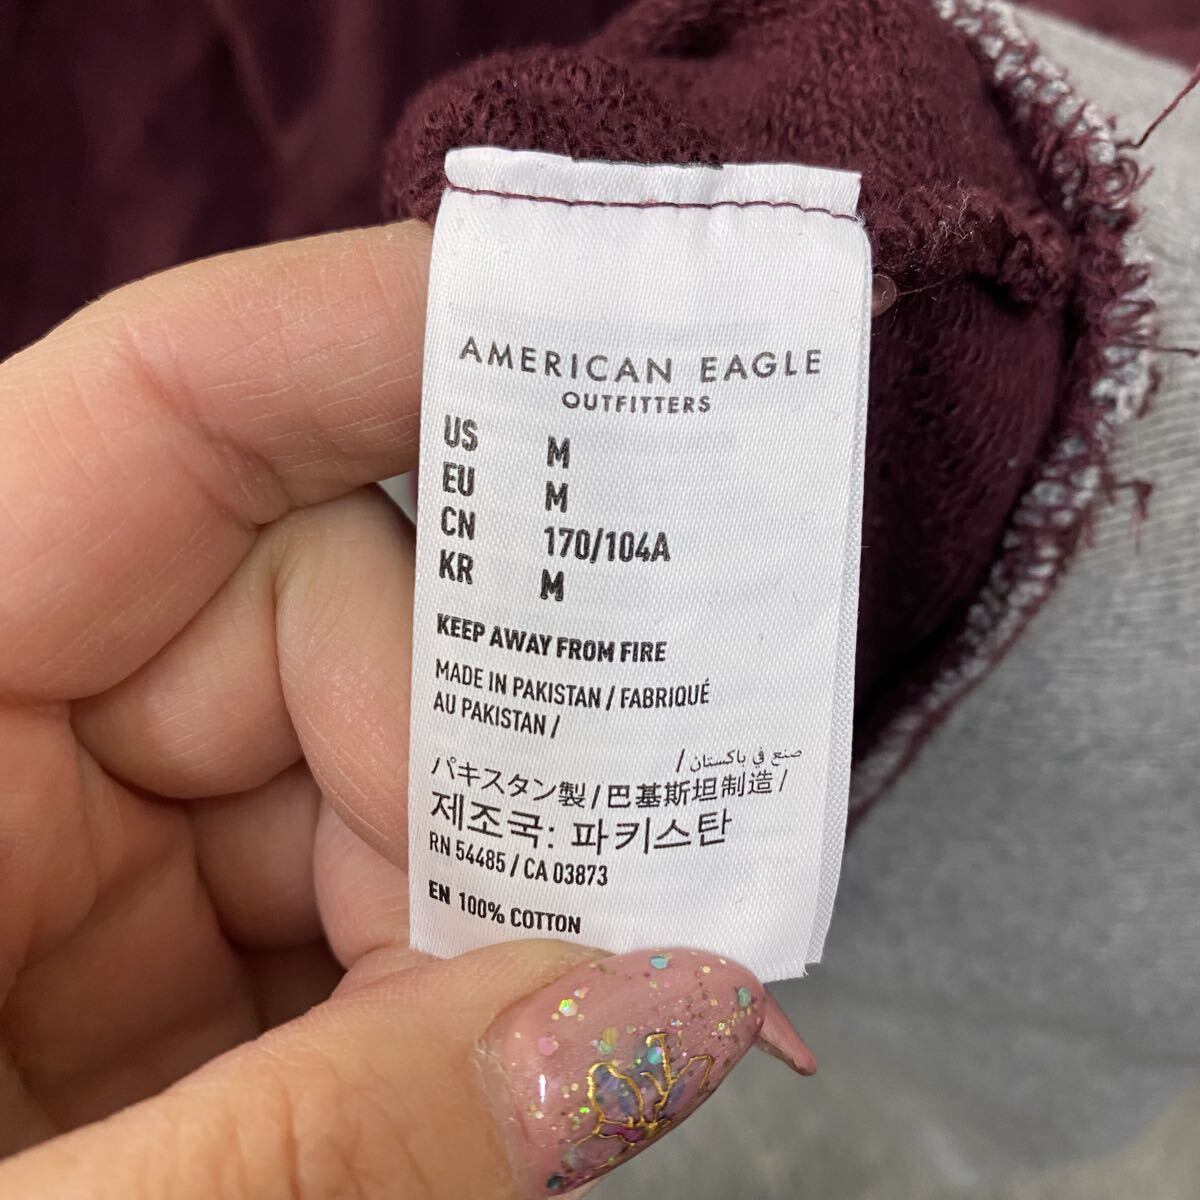 AMERICAN EAGLE
OUTFITTERS
US M
EU M
CN 170/104A
KR M
KEEP AWAY FROM FIRE
MADE IN PAKISTAN / FABRIQUÉ
AU PAKISTAN /
صنع في باكستان /
パキスタン製 / 巴基斯坦制造 /
제조국: 파키스탄
RN 54485 / CA 03873
EN 100% COTTON